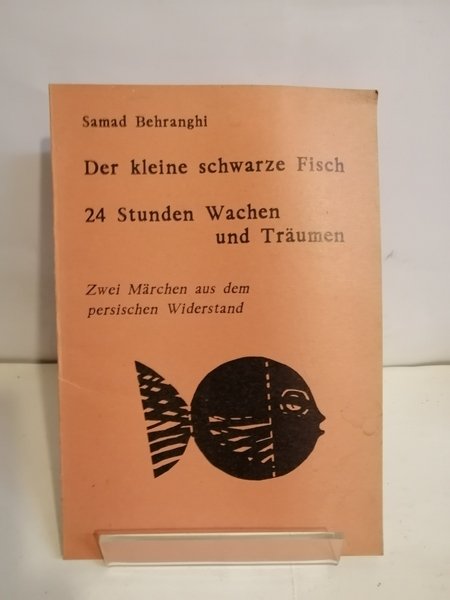 Samad Behranghi
Der kleine schwarze Fisch
24 Stunden Wachen
und Träumen
Zwei Märchen aus dem
persischen Widerstand